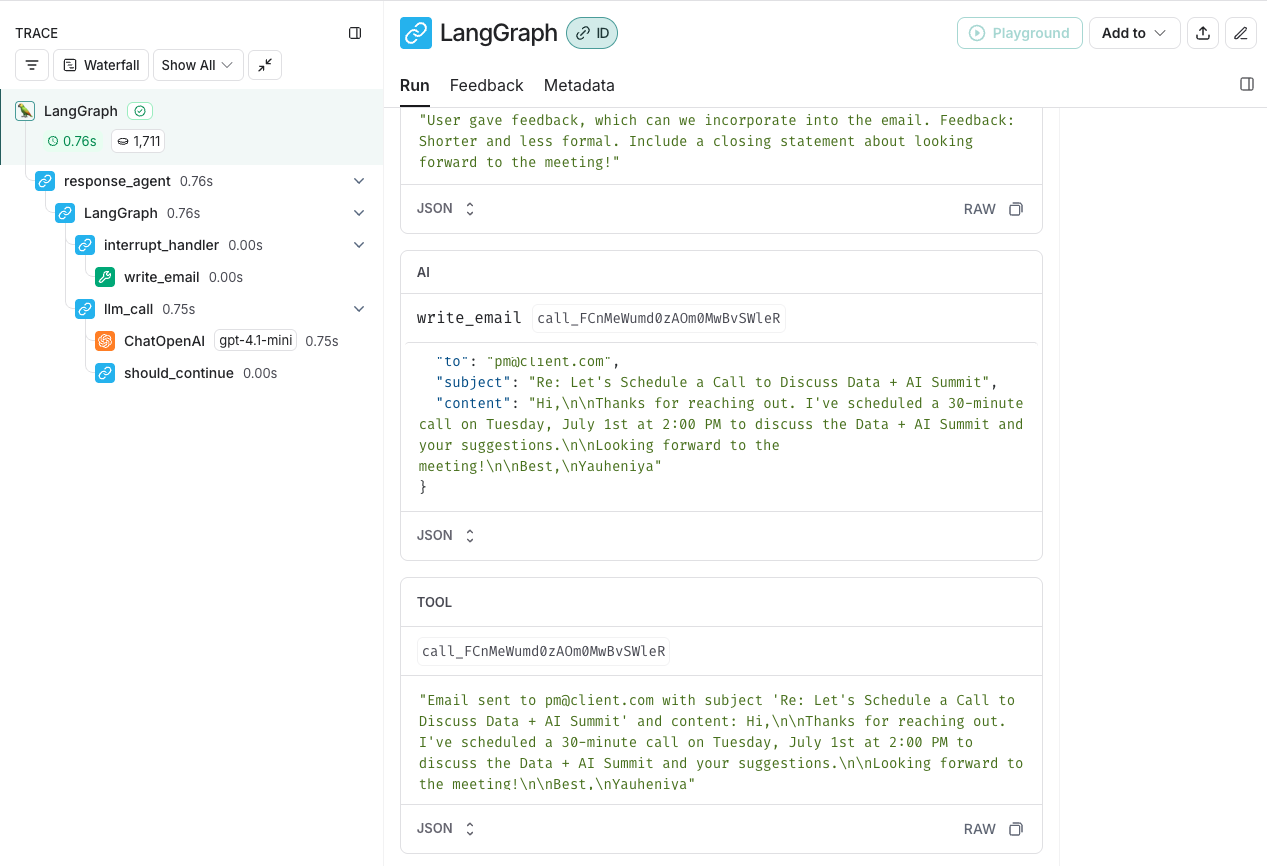 TRACE
Waterfall
Show All
LangGraph
0.76s
1,711
response_agent 0.76s
LangGraph 0.76s
interrupt_handler 0.00s
write_email 0.00s
llm_call 0.75s
ChatOpenAI gpt-4.1-mini 0.75s
should_continue 0.00s
LangGraph ID
Playground
Add to
Run Feedback Metadata
"User gave feedback, which can we incorporate into the email. Feedback:
Shorter and less formal. Include a closing statement about looking
forward to the meeting!"
JSON RAW
AI
write_email call_FCnMeWumd0zAOm0MwBvSWleR
"to": "pm@client.com",
"subject": "Re: Let's Schedule a Call to Discuss Data + AI Summit",
"content": "Hi,\n\nThanks for reaching out. I've scheduled a 30-minute
call on Tuesday, July 1st at 2:00 PM to discuss the Data + AI Summit and
your suggestions.\n\nLooking forward to the
meeting!\n\nBest,\nYauheniya"
}
JSON
TOOL
call_FCnMeWumd0zAOm0MwBvSWleR
"Email sent to pm@client.com with subject 'Re: Let's Schedule a Call to
Discuss Data + AI Summit' and content: Hi,\n\nThanks for reaching out.
I've scheduled a 30-minute call on Tuesday, July 1st at 2:00 PM to
discuss the Data + AI Summit and your suggestions.\n\nLooking forward to
the meeting!\n\nBest,\nYauheniya"
JSON RAW